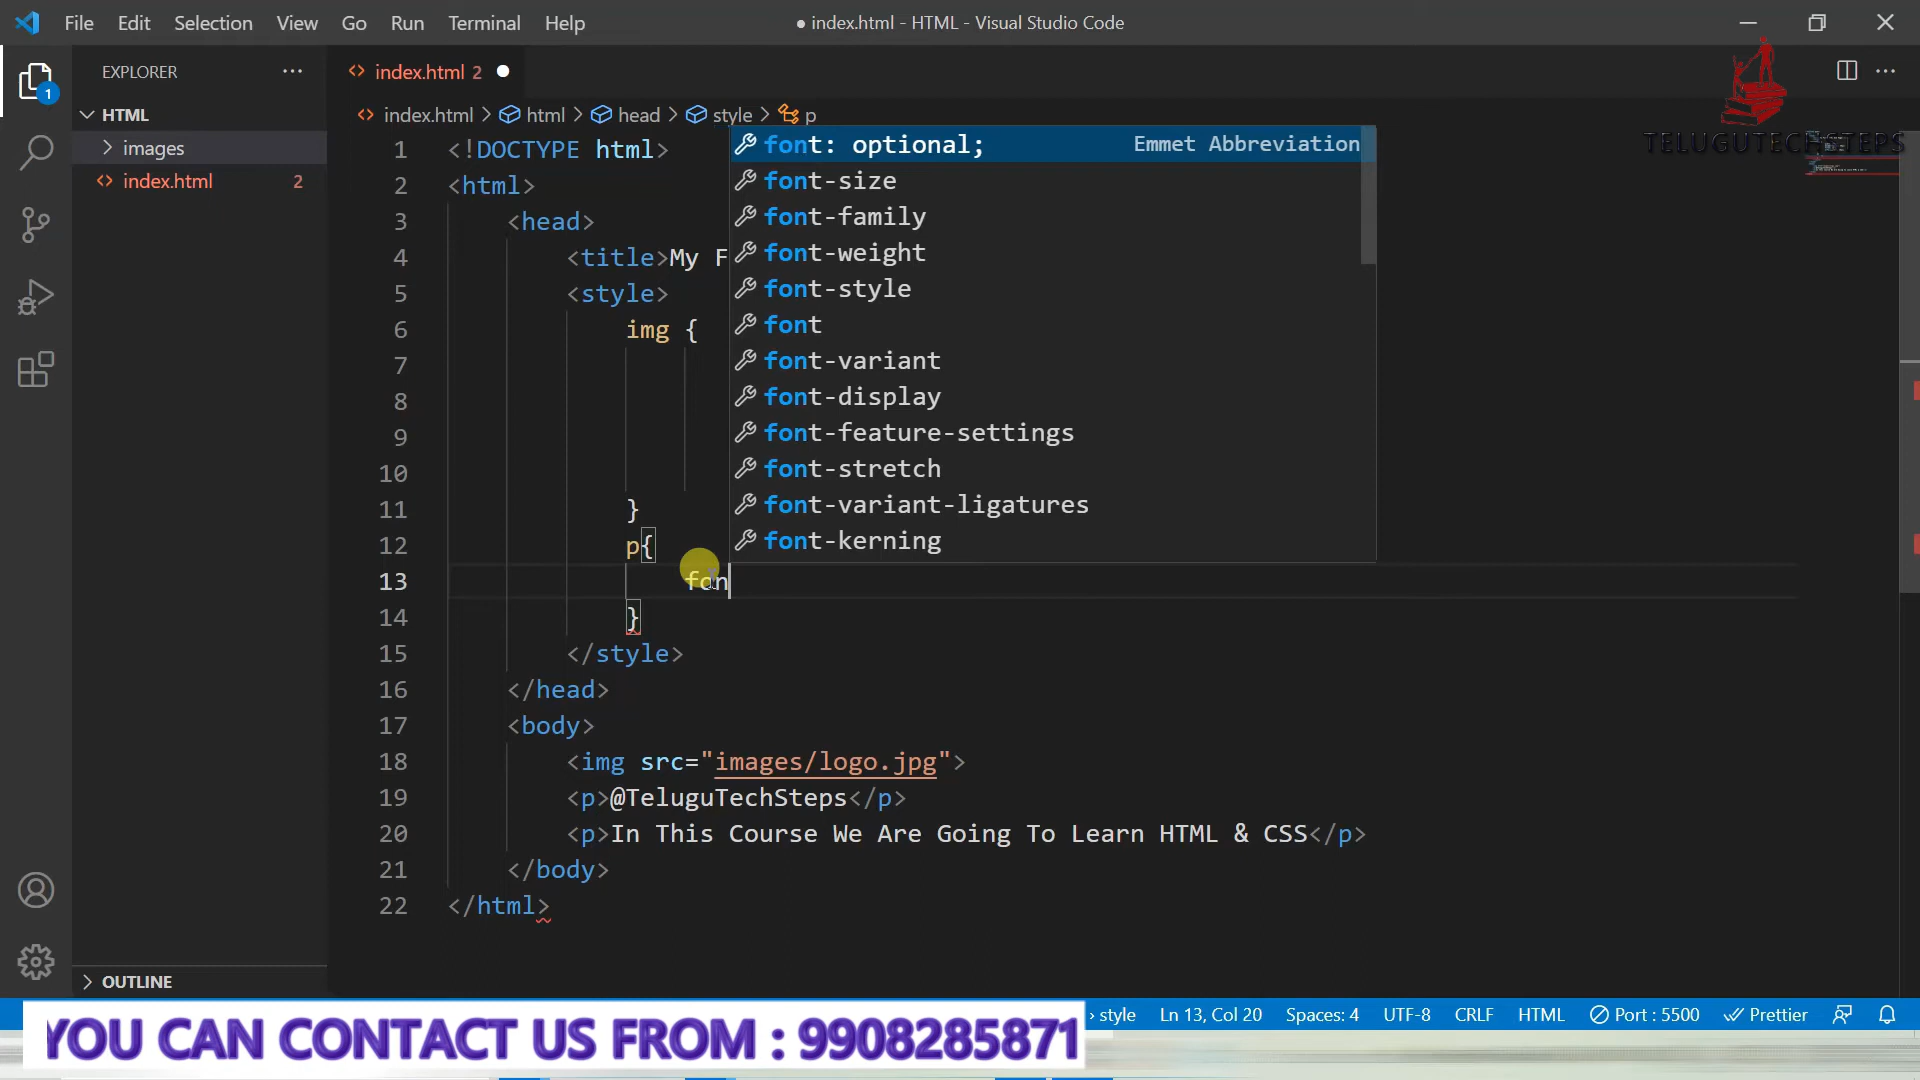 File Edit Selection View Go Run Terminal Help
● index.html - HTML - Visual Studio Code
EXPLORER
index.html 2
HTML
images
index.html 2
index.html > html > head > style > p
1 <!DOCTYPE html>
2 <html>
3 <head>
4 <title>My F
5 <style>
6 img {
7
8
9
10
11 }
12 p{
13 fon
14 }
15 </style>
16 </head>
17 <body>
18 <img src="images/logo.jpg">
19 <p>@TeluguTechSteps</p>
20 <p>In This Course We Are Going To Learn HTML & CSS</p>
21 </body>
22 </html>
font: optional; Emmet Abbreviation
font-size
font-family
font-weight
font-style
font
font-variant
font-display
font-feature-settings
font-stretch
font-variant-ligatures
font-kerning
TELUGUTECHSTEPS
1
OUTLINE
› style Ln 13, Col 20 Spaces: 4 UTF-8 CRLF HTML Port : 5500 Prettier
YOU CAN CONTACT US FROM : 9908285871